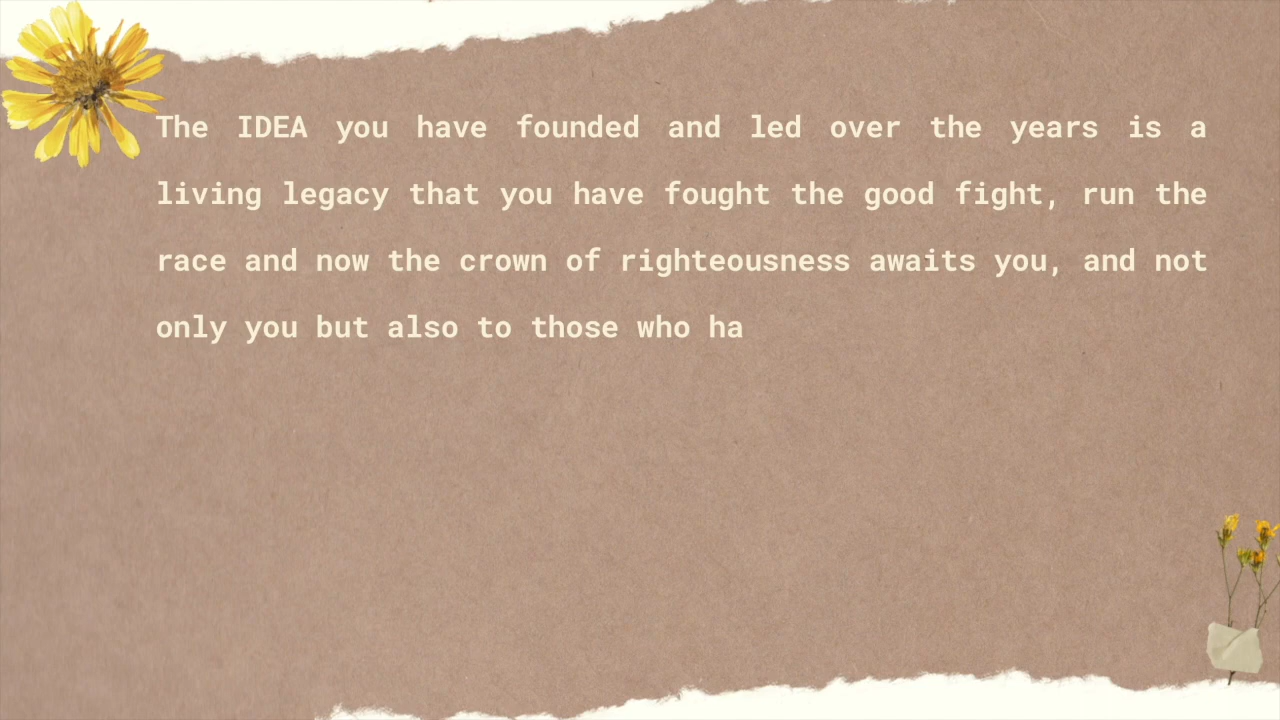 The IDEA you have founded and led over the years is a
living legacy that you have fought the good fight, run the
race and now the crown of righteousness awaits you, and not
only you but also to those who ha